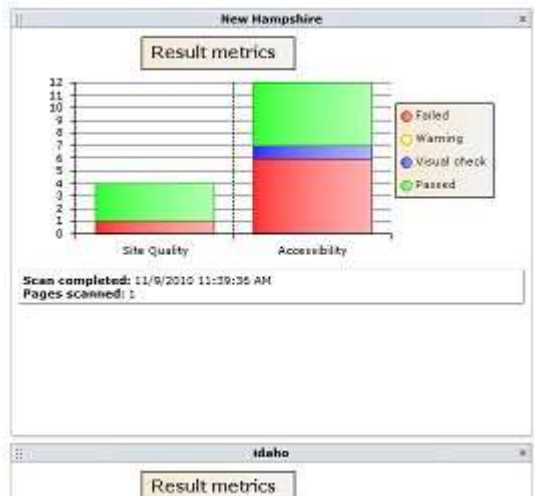 New Hampshire
Result metrics
12
11
10
9
8
7
6
5
4
3
2
1
0
Site Quality
Accessibility
Failed
Warning
Visual check
Passed
Scan completed: 11/9/2010 11:39:36 AM
Pages scanned: 1
Idaho
Result metrics